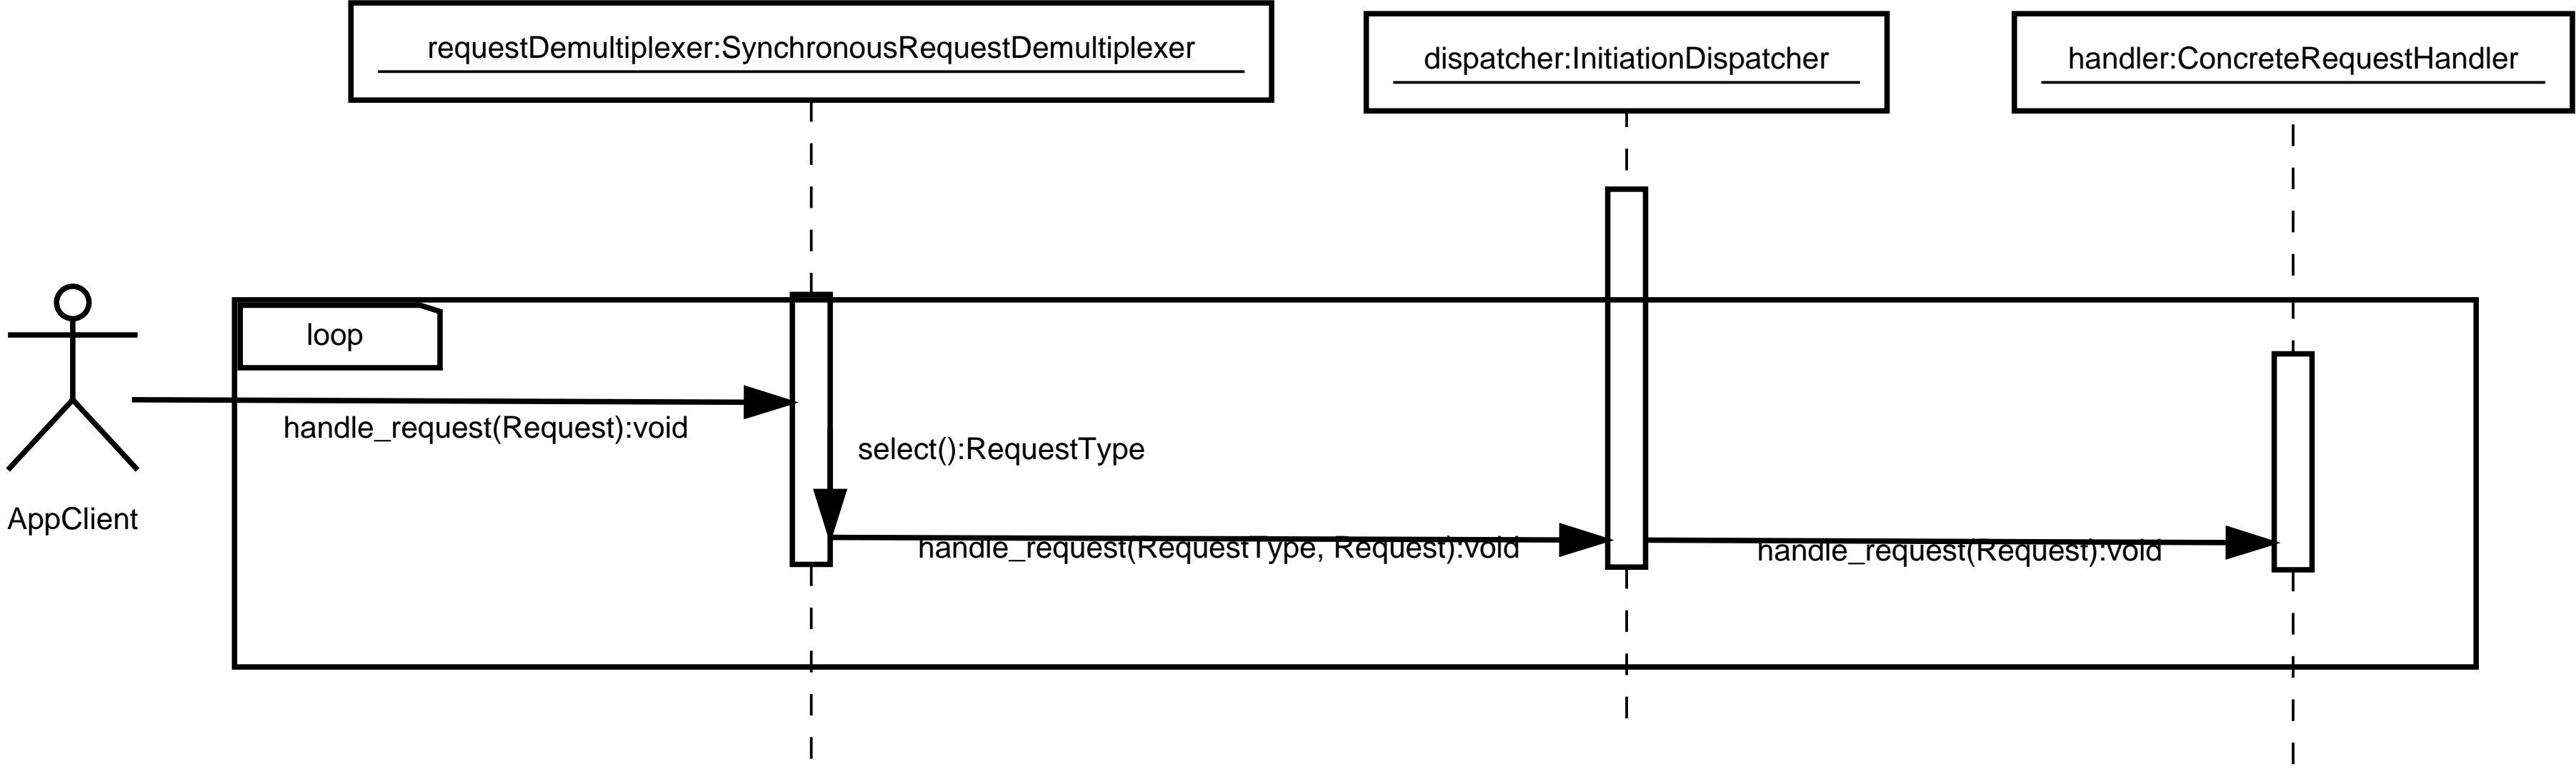 requestDemultiplexer:SynchronousRequestDemultiplexer
dispatcher:InitiationDispatcher
handler:ConcreteRequestHandler
loop
handle_request(Request):void
select():RequestType
AppClient
handle_request(RequestType, Request):void
handle_request(Request):void